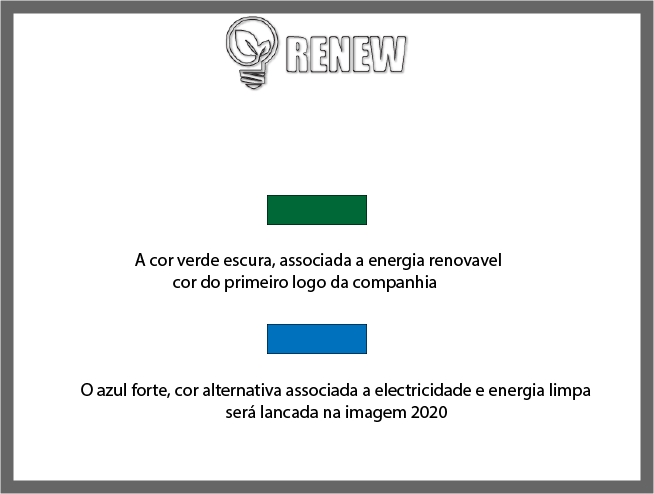 RENEW
A cor verde escura, associada a energia renovavel
cor do primeiro logo da companhia
O azul forte, cor alternativa associada a electricidade e energia limpa
será lancada na imagem 2020